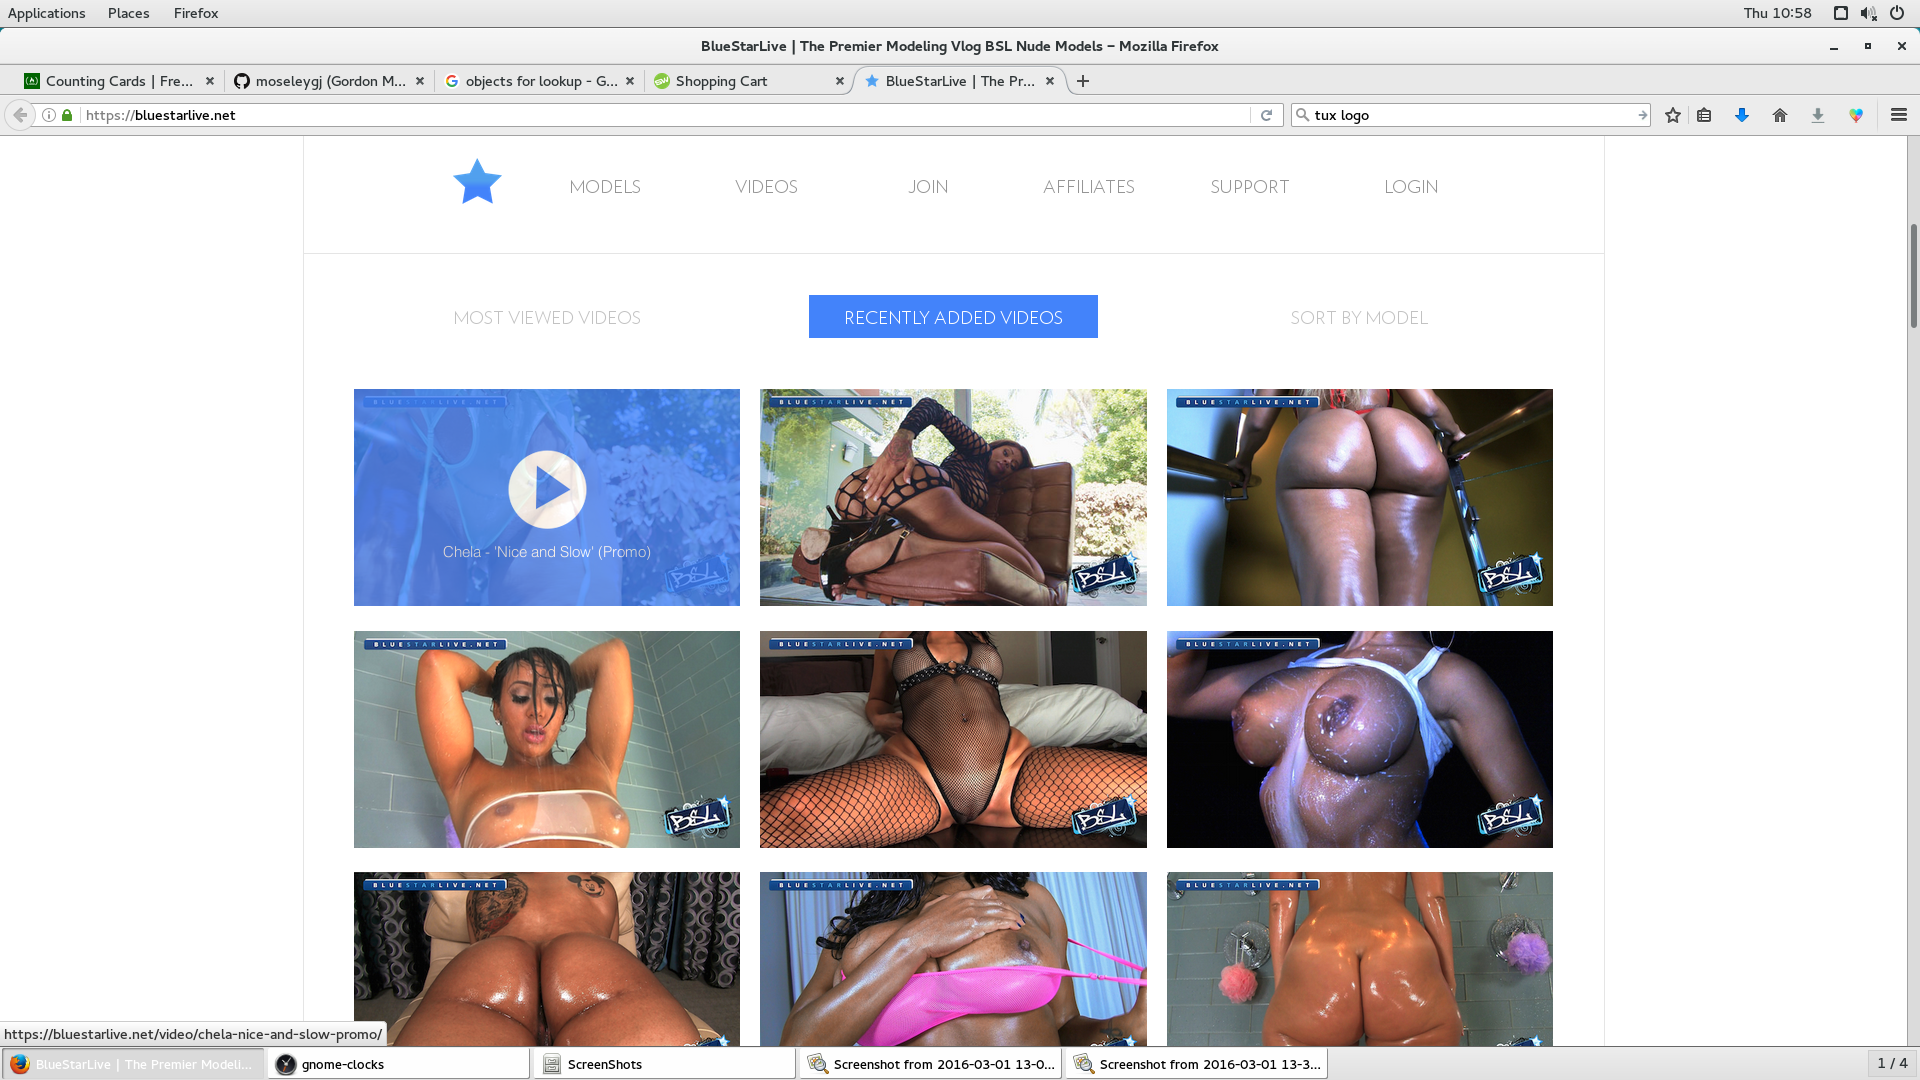 Applications Places Firefox Thu 10:58
BlueStarLive | The Premier Modeling Vlog BSL Nude Models – Mozilla Firefox
Counting Cards | Fre... moseleygj (Gordon M... objects for lookup - G... Shopping Cart BlueStarLive | The Pr...
https://bluestarlive.net tux logo
MODELS VIDEOS JOIN AFFILIATES SUPPORT LOGIN
MOST VIEWED VIDEOS RECENTLY ADDED VIDEOS SORT BY MODEL
BLUESTARLIVE.NET BLUESTARLIVE.NET BLUESTARLIVE.NET
Chela - 'Nice and Slow' (Promo)
BSL BSL BSL
BLUESTARLIVE.NET BLUESTARLIVE.NET BLUESTARLIVE.NET
BSL BSL BSL
BLUESTARLIVE.NET BLUESTARLIVE.NET BLUESTARLIVE.NET
https://bluestarlive.net/video/chela-nice-and-slow-promo/
BlueStarLive | The Premier Modeli... gnome-clocks ScreenShots Screenshot from 2016-03-01 13-0... Screenshot from 2016-03-01 13-3... 1 / 4